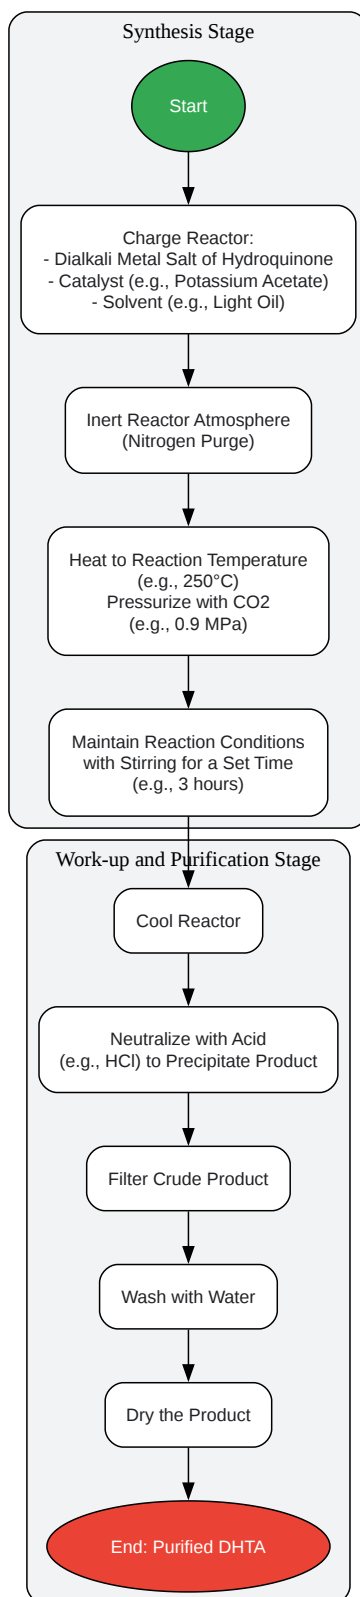 Synthesis Stage
Start
Charge Reactor:
- Dialkali Metal Salt of Hydroquinone
- Catalyst (e.g., Potassium Acetate)
- Solvent (e.g., Light Oil)
Inert Reactor Atmosphere
(Nitrogen Purge)
Heat to Reaction Temperature
(e.g., 250°C)
Pressurize with CO2
(e.g., 0.9 MPa)
Maintain Reaction Conditions
with Stirring for a Set Time
(e.g., 3 hours)
Work-up and Purification Stage
Cool Reactor
Neutralize with Acid
(e.g., HCl) to Precipitate Product
Filter Crude Product
Wash with Water
Dry the Product
End: Purified DHTA